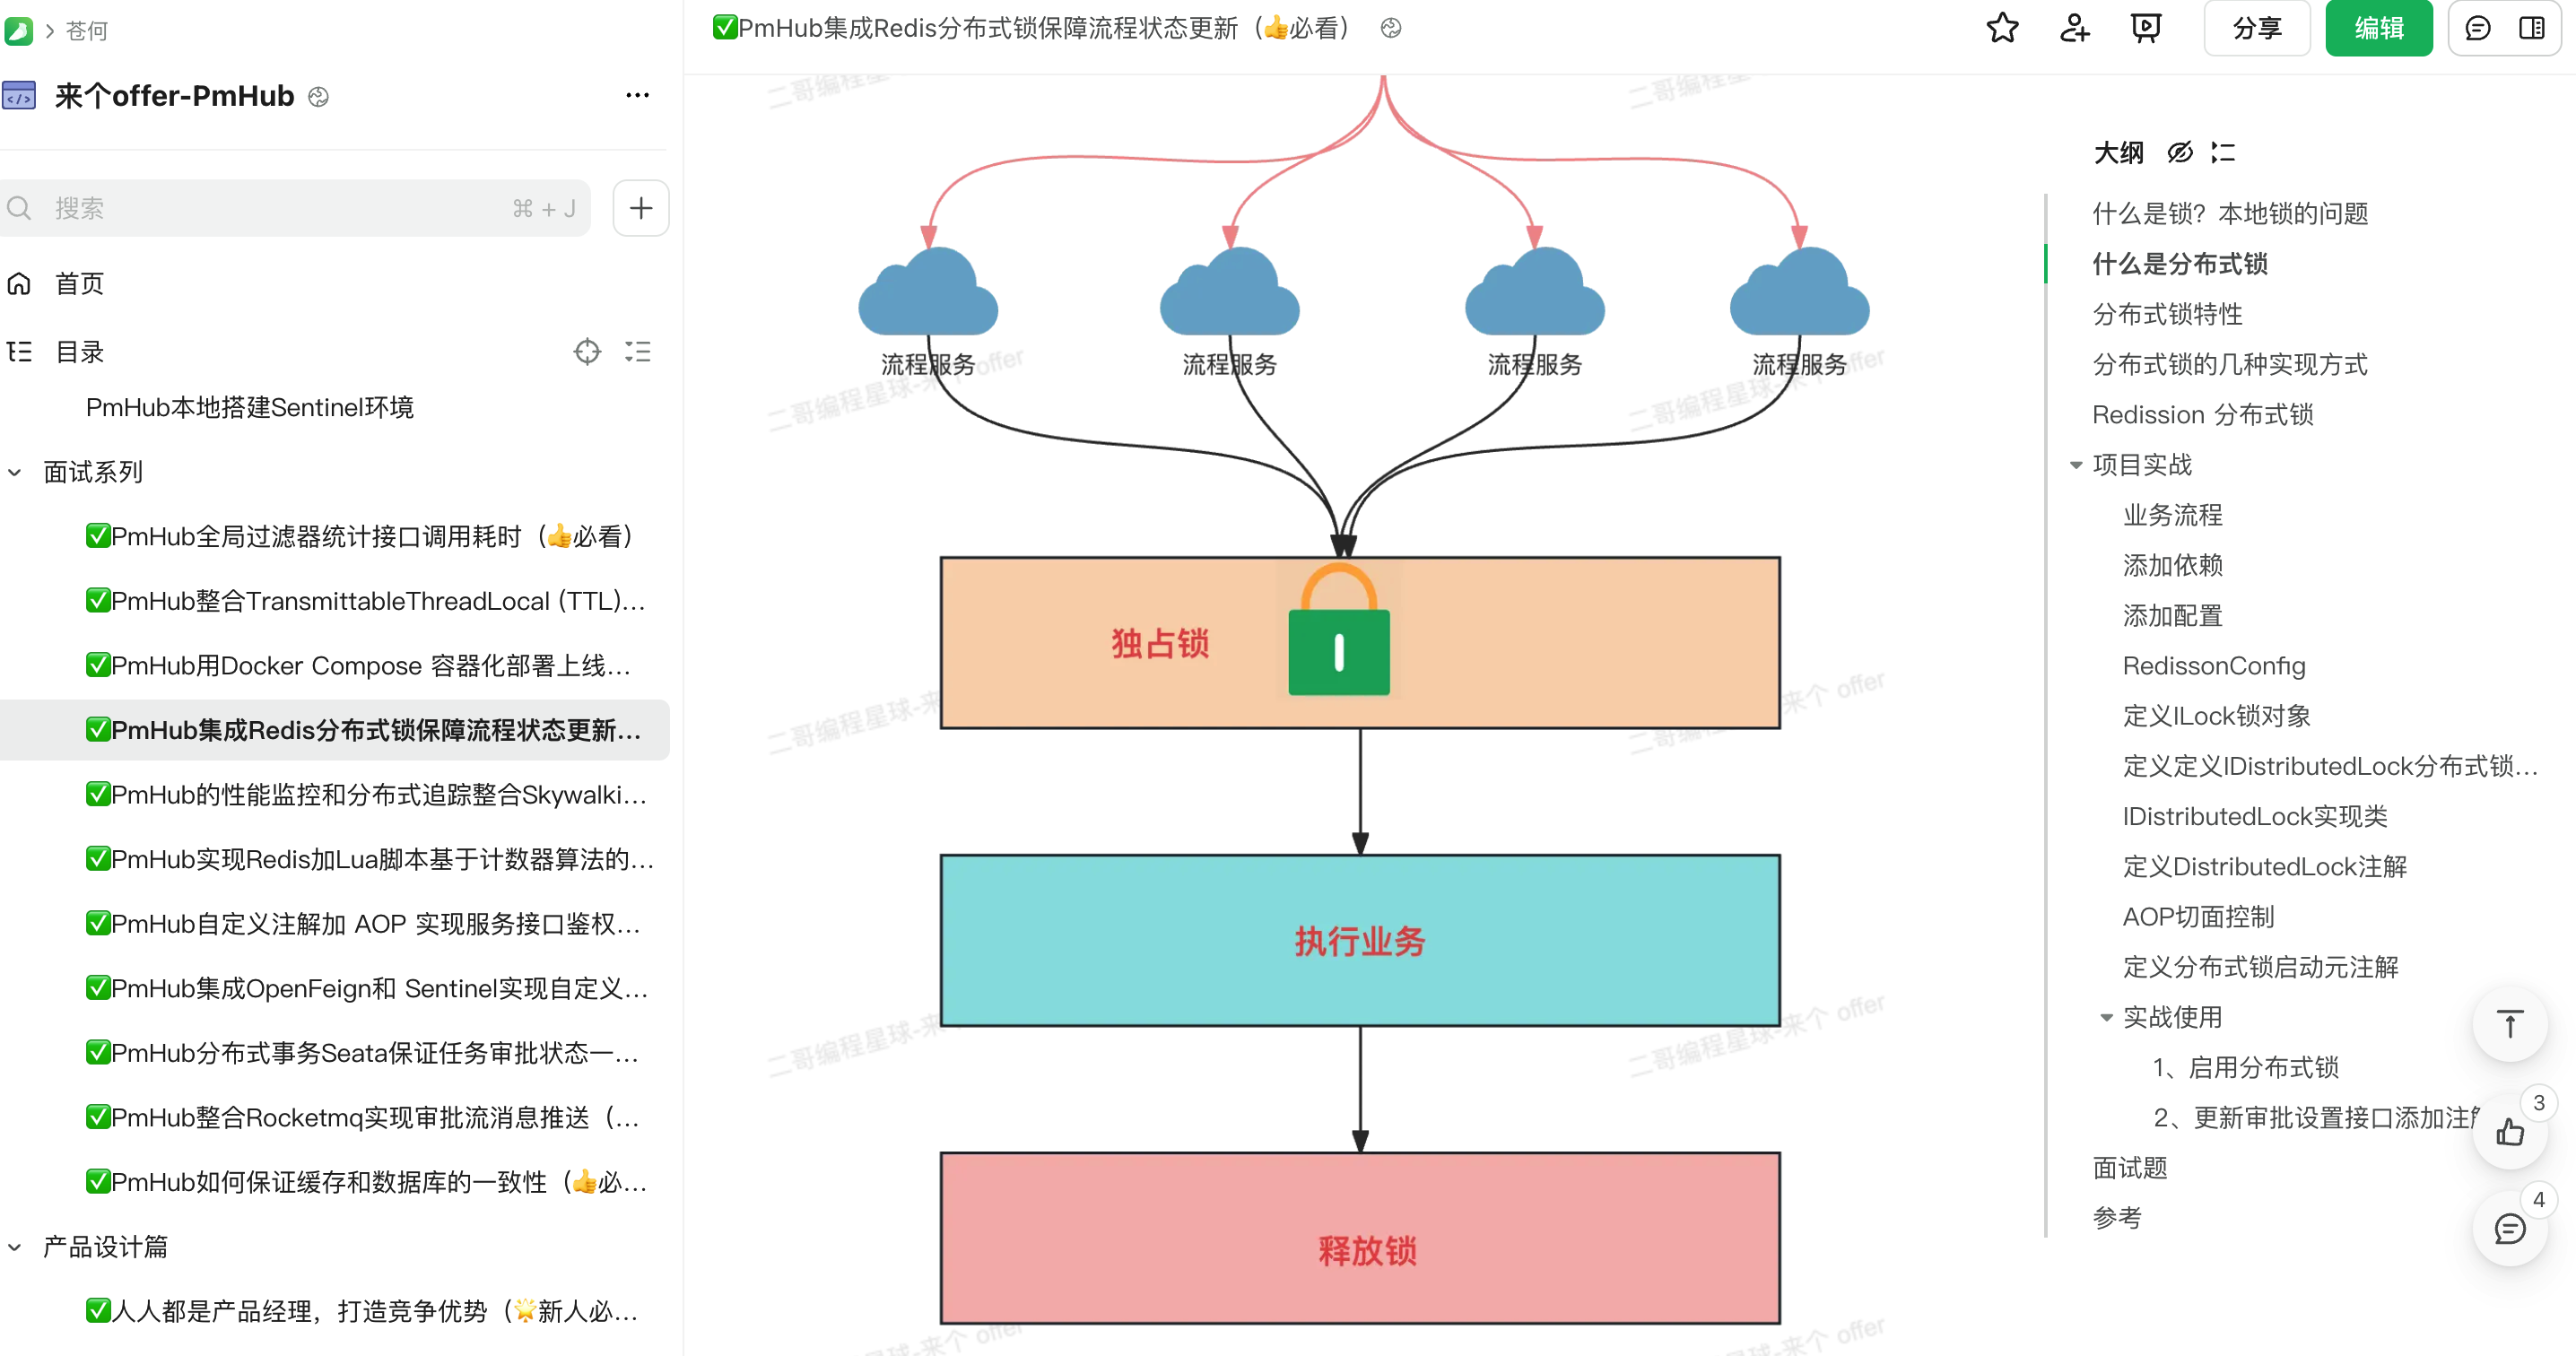 苍何
来个offer-PmHub
搜索
⌘ + J
首页
目录
PmHub本地搭建Sentinel环境
面试系列
✅PmHub全局过滤器统计接口调用耗时（👍必看）
✅PmHub整合TransmittableThreadLocal (TTL)...
✅PmHub用Docker Compose 容器化部署上线...
✅PmHub集成Redis分布式锁保障流程状态更新...
✅PmHub的性能监控和分布式追踪整合Skywalki...
✅PmHub实现Redis加Lua脚本基于计数器算法的...
✅PmHub自定义注解加 AOP 实现服务接口鉴权...
✅PmHub集成OpenFeign和 Sentinel实现自定义...
✅PmHub分布式事务Seata保证任务审批状态一...
✅PmHub整合Rocketmq实现审批流消息推送（...
✅PmHub如何保证缓存和数据库的一致性（👍必...
产品设计篇
✅人人都是产品经理，打造竞争优势（🌟新人必...
✅PmHub集成Redis分布式锁保障流程状态更新（👍必看）
分享
编辑
流程服务
流程服务
流程服务
流程服务
独占锁
执行业务
释放锁
二哥编程星球-来个 offer
大纲
什么是锁？本地锁的问题
什么是分布式锁
分布式锁特性
分布式锁的几种实现方式
Redission 分布式锁
项目实战
业务流程
添加依赖
添加配置
RedissonConfig
定义ILock锁对象
定义定义IDistributedLock分布式锁...
IDistributedLock实现类
定义DistributedLock注解
AOP切面控制
定义分布式锁启动元注解
实战使用
1、启用分布式锁
2、更新审批设置接口添加注解
面试题
参考
3
4